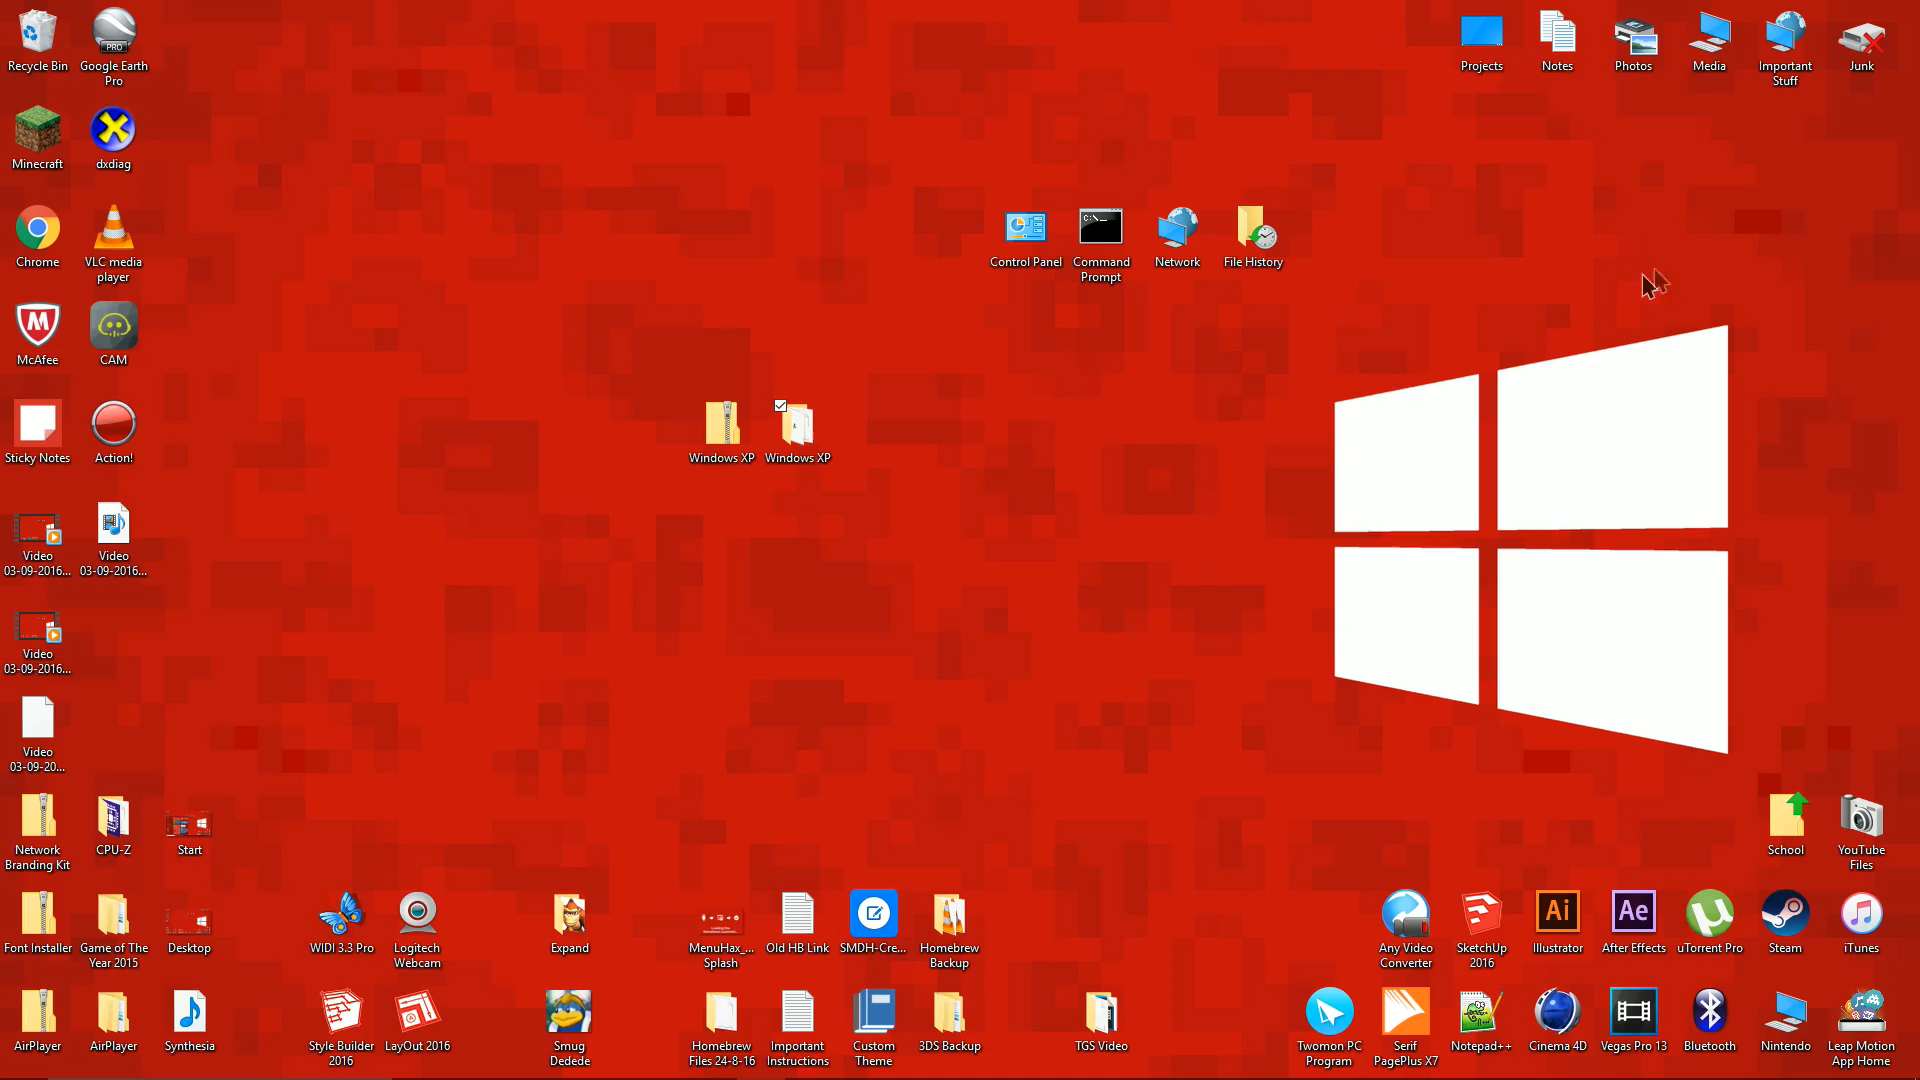 Recycle Bin
Google Earth
Pro
PRO
Projects
Notes
Photos
Media
Important
Stuff
Junk
Minecraft
dxdiag
Chrome
VLC media
player
Control Panel
C:\_
Command
Prompt
Network
File History
McAfee
CAM
Sticky Notes
Action!
Windows XP
Windows XP
Video
03-09-2016...
Video
03-09-2016...
Video
03-09-2016...
Video
03-09-20...
Network
Branding Kit
CPU-Z
Start
School
YouTube
Files
Font Installer
Game of The
Year 2015
Desktop
WIDI 3.3 Pro
Logitech
Webcam
Expand
MenuHax_...
Splash
Old HB Link
SMDH-Cre...
Homebrew
Backup
Any Video
Converter
SketchUp
2016
Ai
Illustrator
Ae
After Effects
uTorrent Pro
Steam
iTunes
AirPlayer
AirPlayer
Synthesia
Style Builder
2016
LayOut 2016
Smug
Dedede
Homebrew
Files 24-8-16
Important
Instructions
Custom
Theme
3DS Backup
TGS Video
Twomon PC
Program
Serif
PagePlus X7
Notepad++
Cinema 4D
Vegas Pro 13
Bluetooth
Nintendo
Leap Motion
App Home